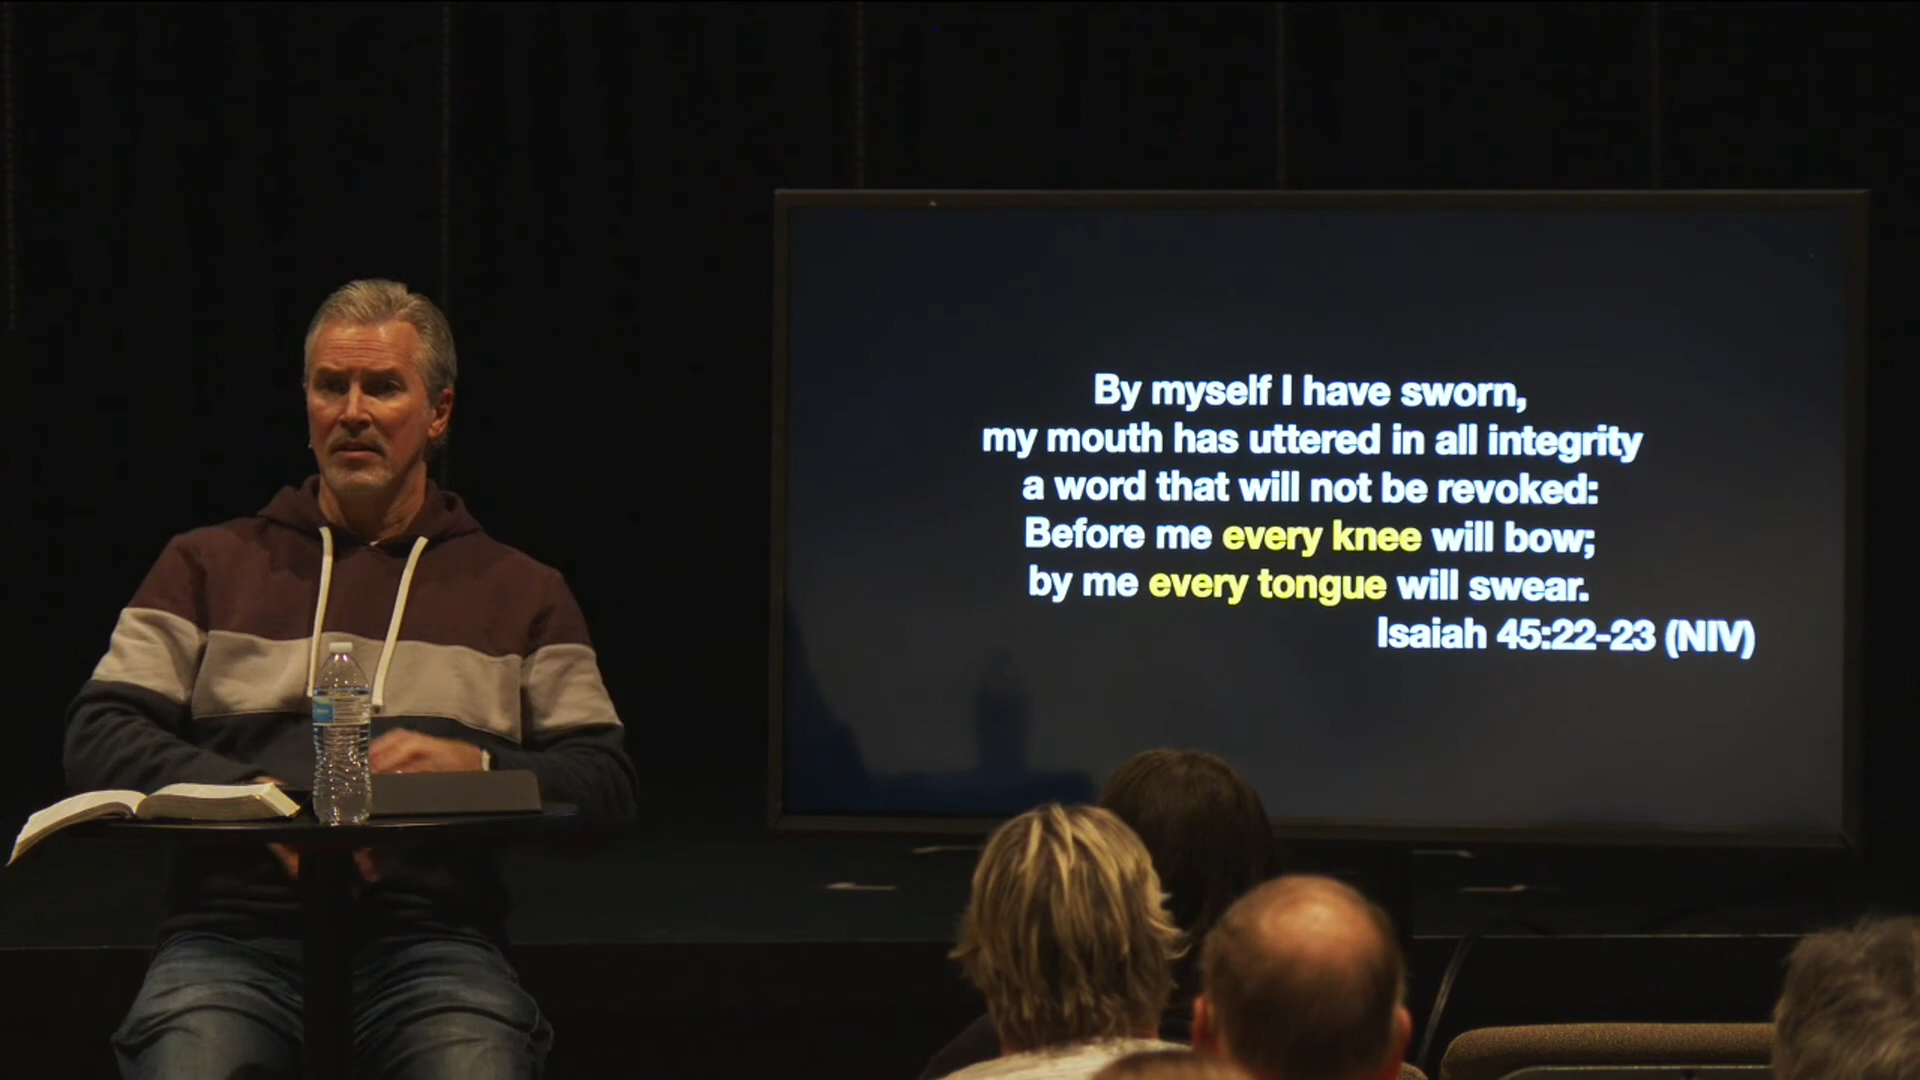 By myself I have sworn,
my mouth has uttered in all integrity
a word that will not be revoked:
Before me every knee will bow;
by me every tongue will swear.
Isaiah 45:22-23 (NIV)